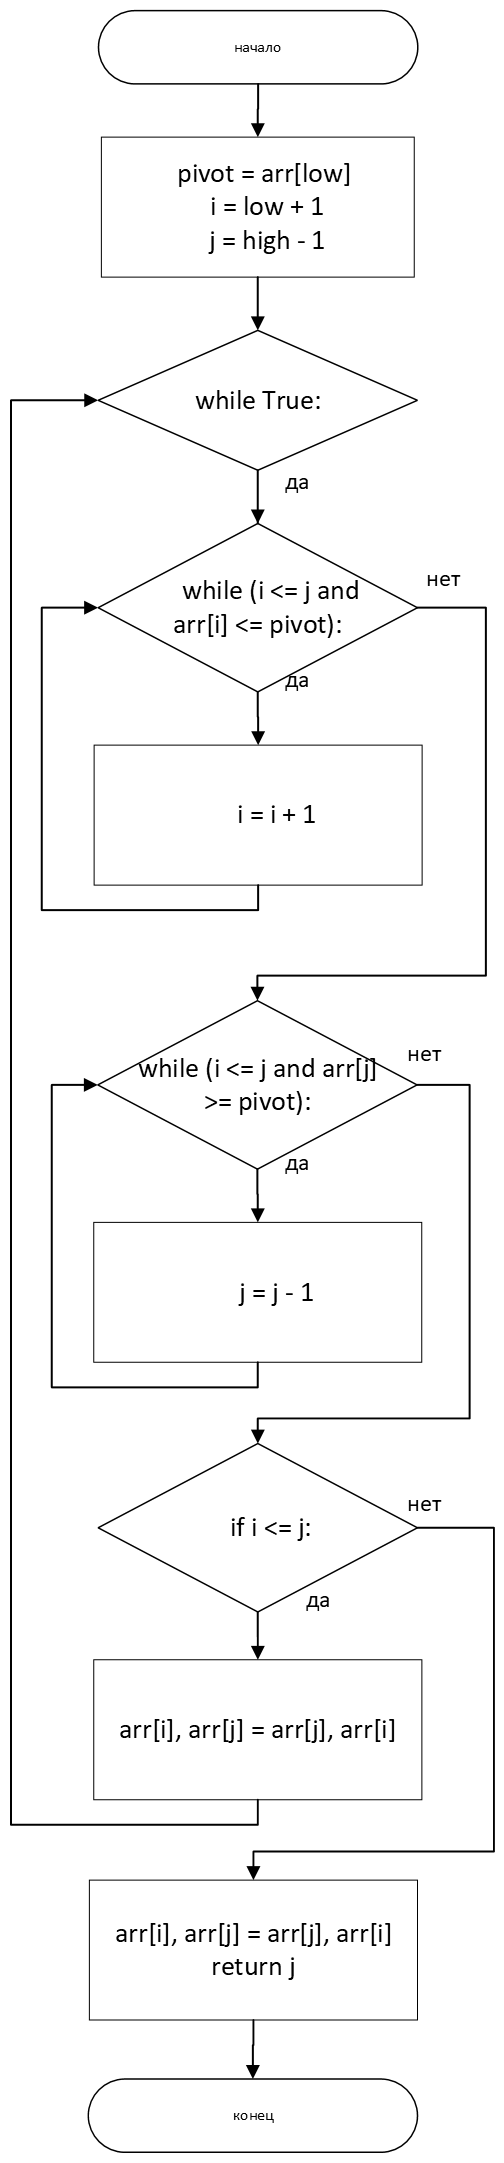 начало
pivot = arr[low]
i = low + 1
j = high - 1
while True:
да
нет
while (i <= j and
arr[i] <= pivot):
да
i = i + 1
нет
while (i <= j and arr[j]
>= pivot):
да
j = j - 1
нет
if i <= j:
да
arr[i], arr[j] = arr[j], arr[i]
arr[i], arr[j] = arr[j], arr[i]
return j
конец